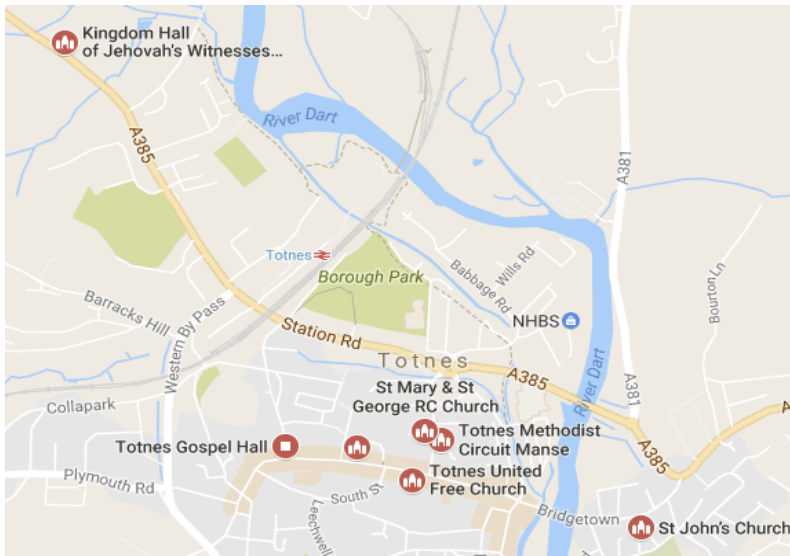 Kingdom Hall
of Jehovah's Witnesses...
River Dart
A385
A381
Totnes
Borough Park
Wills Rd
Babbage Rd
Bourton Ln
Barracks Hill
Western By Pass
NHBS
Station Rd
Totnes
A385
River Dart
A381
St Mary & St
George RC Church
Collapark
Totnes Methodist
Circuit Manse
Totnes Gospel Hall
A385
Totnes United
Free Church
Plymouth Rd
South St
Leechwell
Bridgetown
St John's Church
A